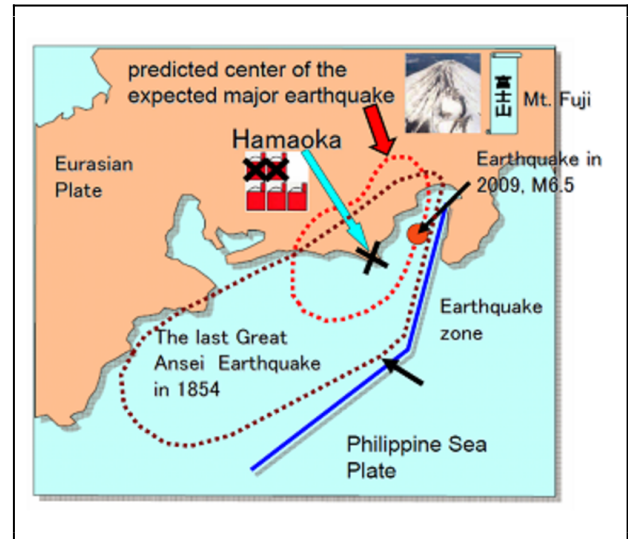 predicted center of the
expected major earthquake
富士山
Mt. Fuji
Hamaoka
Eurasian
Plate
Earthquake in
2009, M6.5
Earthquake
zone
The last Great
Ansei Earthquake
in 1854
Philippine Sea
Plate